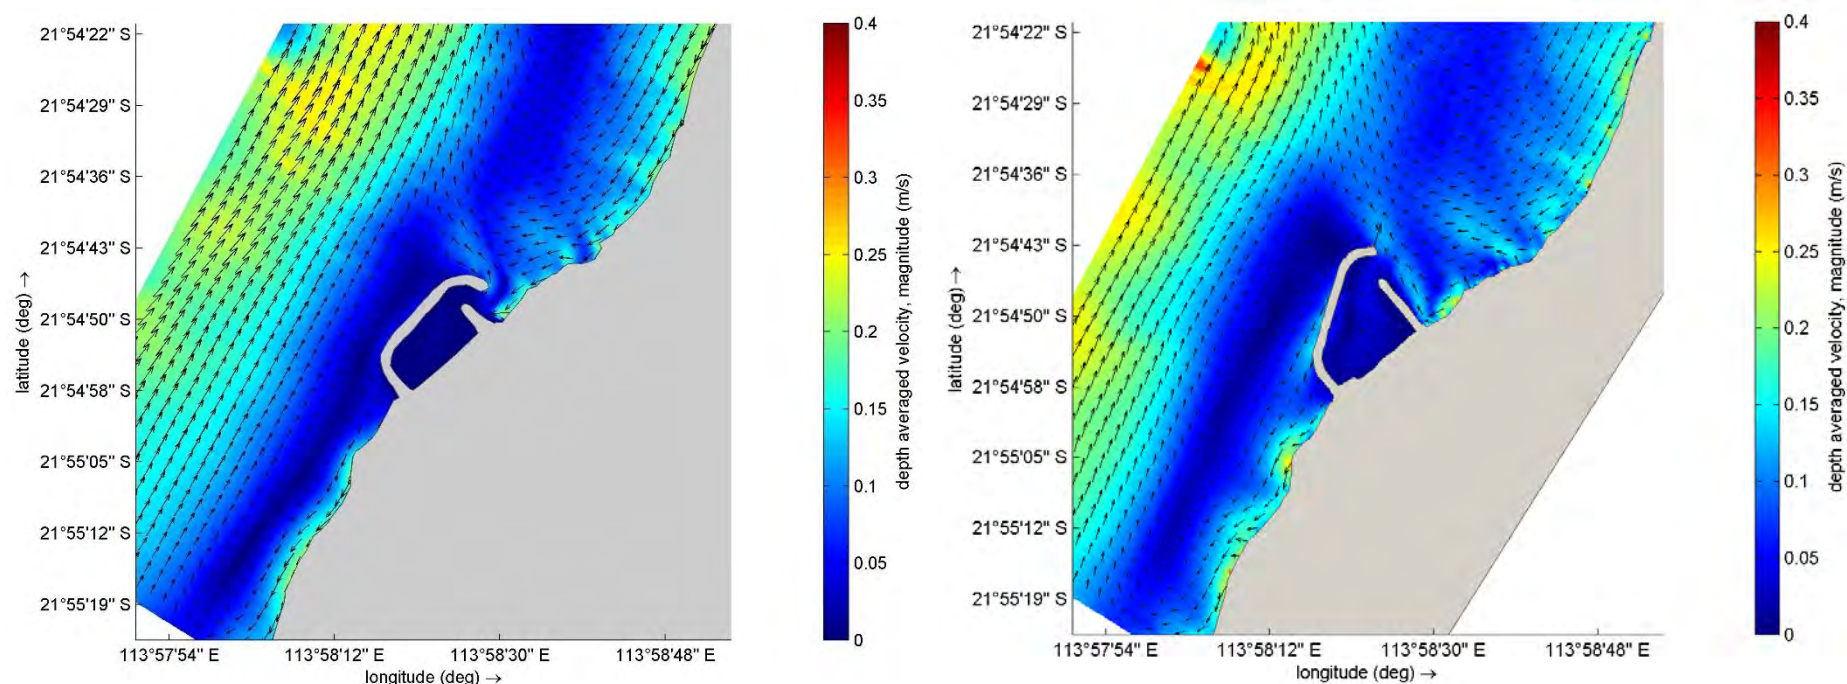 21°54'22" S
21°54'29" S
21°54'36" S
21°54'43" S
21°54'50" S
21°54'58" S
21°55'05" S
21°55'12" S
21°55'19" S
latitude (deg) →
113°57'54" E
113°58'12" E
113°58'30" E
113°58'48" E
longitude (deg) →
0.4
0.35
0.3
0.25
0.2
0.15
0.1
0.05
0
depth averaged velocity, magnitude (m/s)
21°54'22" S
21°54'29" S
21°54'36" S
21°54'43" S
21°54'50" S
21°54'58" S
21°55'05" S
21°55'12" S
21°55'19" S
latitude (deg) →
113°57'54" E
113°58'12" E
113°58'30" E
113°58'48" E
longitude (deg) →
0.4
0.35
0.3
0.25
0.2
0.15
0.1
0.05
0
depth averaged velocity, magnitude (m/s)